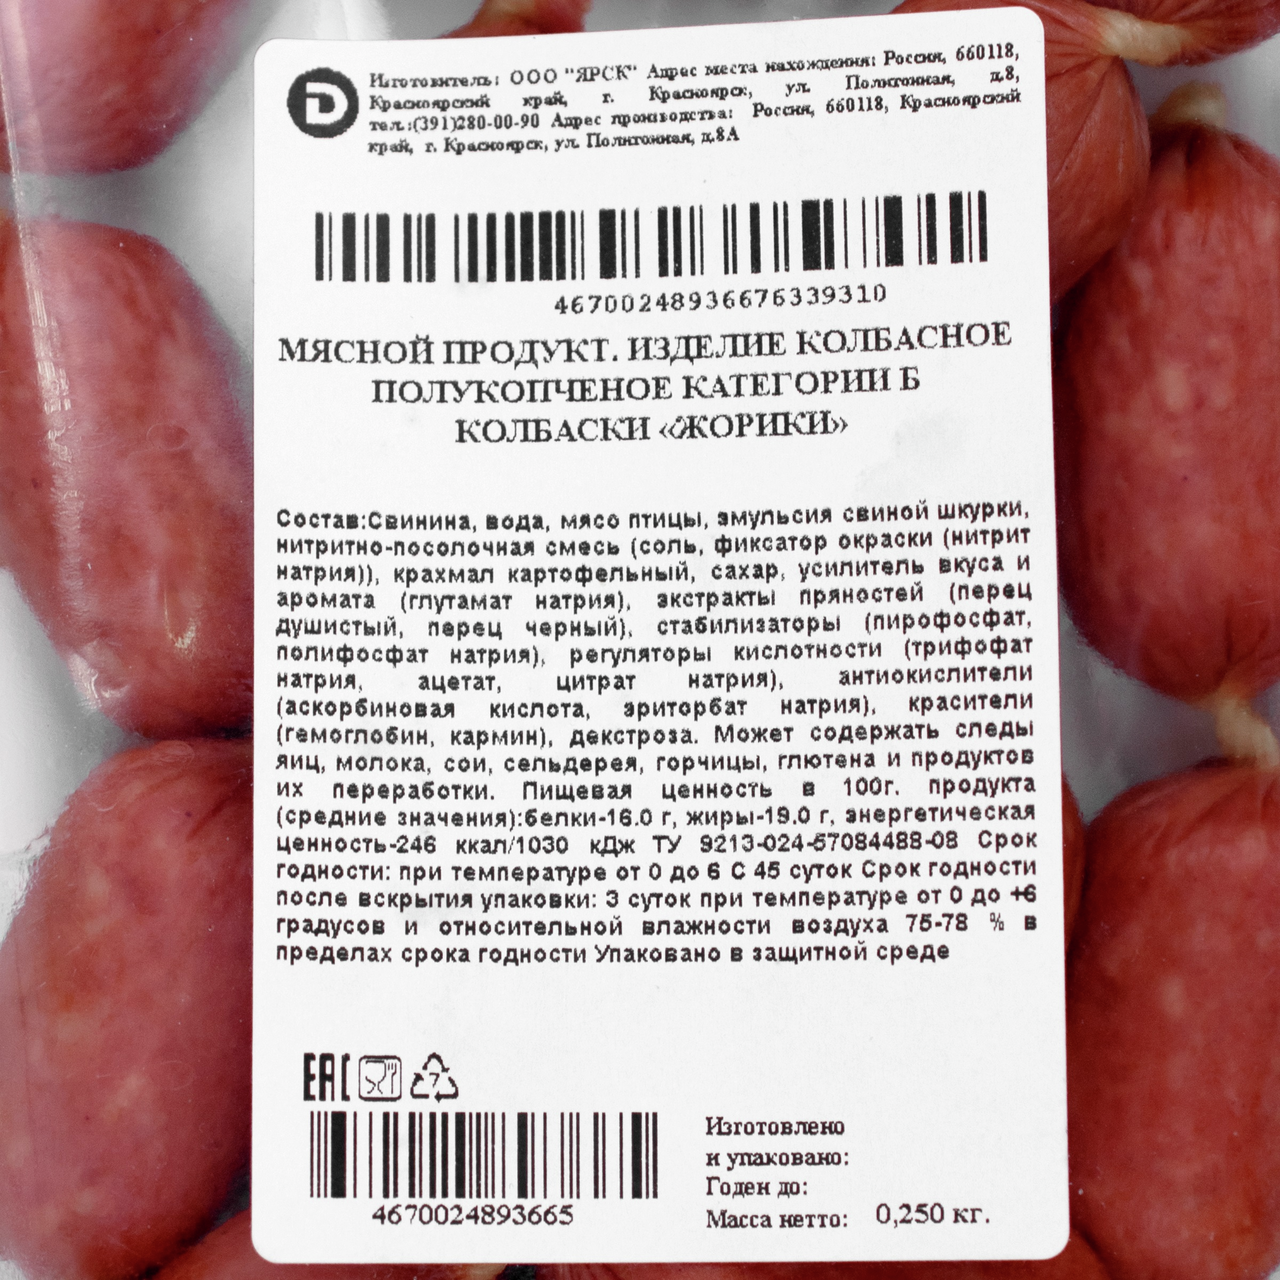 Изготовитель: ООО "ЯРСК" Адрес места нахождения: Россия, 660118,
Красноярский край, г. Красноярск, ул. Политонная, д.8,
тел.:(391)280-00-90 Адрес производства: Россия, 660118, Красноярский
край, г. Красноярск, ул. Политонная, д.8А
46700248936676339310
МЯСНОЙ ПРОДУКТ. ИЗДЕЛИЕ КОЛБАСНОЕ
ПОЛУКОПЧЕНОЕ КАТЕГОРИИ Б
КОЛБАСКИ «ЖОРИКИ»
Состав:Свинина, вода, мясо птицы, эмульсия свиной шкурки,
нитритно-посолочная смесь (соль, фиксатор окраски (нитрит
натрия)), крахмал картофельный, сахар, усилитель вкуса и
аромата (глутамат натрия), экстракты пряностей (перец
душистый, перец черный), стабилизаторы (пирофосфат,
полифосфат натрия), регуляторы кислотности (трифофат
натрия, ацетат, цитрат натрия), антиокислители
(аскорбиновая кислота, эриторбат натрия), красители
(гемоглобин, кармин), декстроза. Может содержать следы
яиц, молока, сои, сельдерея, горчицы, глютена и продуктов
их переработки. Пищевая ценность в 100г. продукта
(средние значения):белки-16.0 г, жиры-19.0 г, энергетическая
ценность-246 ккал/1030 кДж ТУ 9213-024-57084488-08 Срок
годности: при температуре от 0 до 6 С 45 суток Срок годности
после вскрытия упаковки: 3 суток при температуре от 0 до +6
градусов и относительной влажности воздуха 75-78 % в
пределах срока годности Упаковано в защитной среде
EAC 7
4670024893665
Изготовлено
и упаковано:
Годен до:
Масса нетто: 0,250 кг.